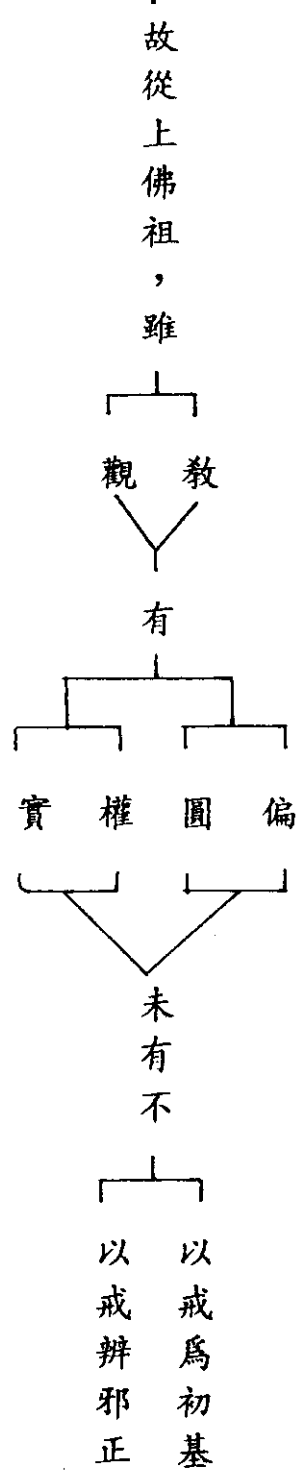 故從上佛祖，雖
教
觀
有
偏
圓
權
實
未有不
以戒爲初基
以戒辨邪正